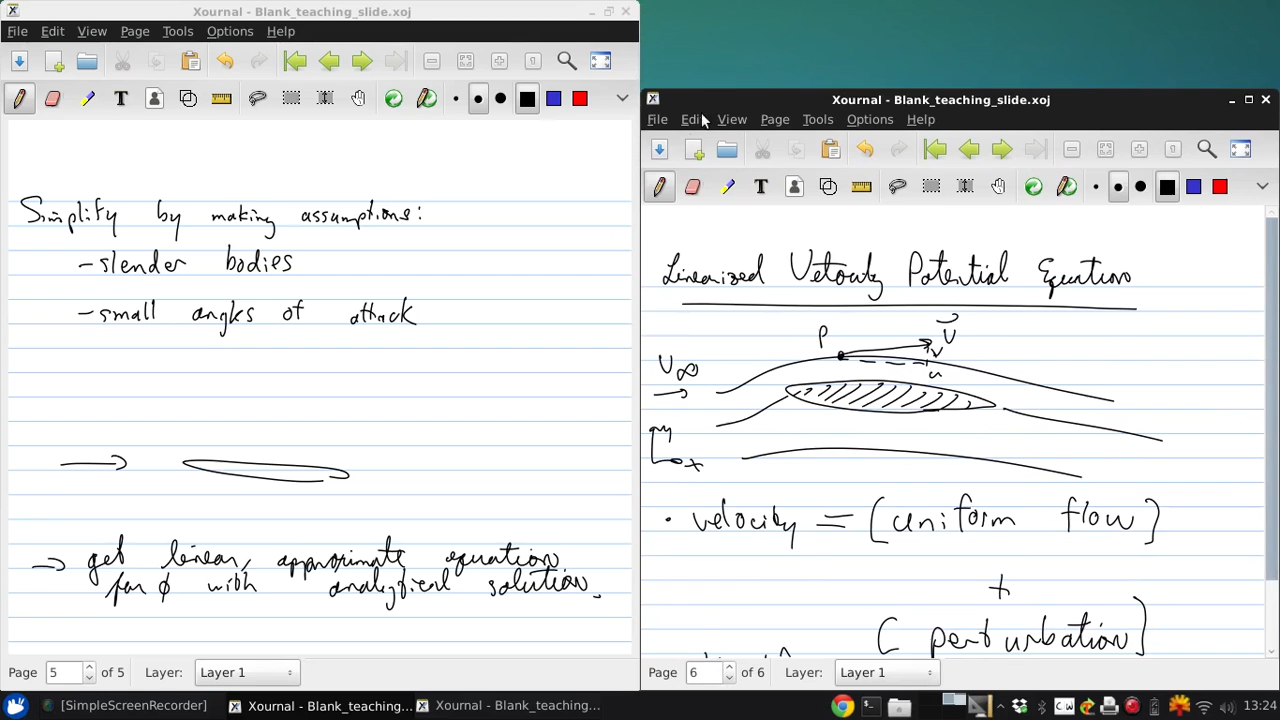 Xournal - Blank_teaching_slide.xoj
File Edit View Page Tools Options Help
Simplify by making assumptions:
- slender bodies
- small angles of attack
⇒ get linear, approximate equation
for ϕ with analytical solution.
Page 5 of 5 Layer: Layer 1
Xournal - Blank_teaching_slide.xoj
File Edit View Page Tools Options Help
Linearized Velocity Potential Equation
P V
v
U∞ u
y
x
· velocity = [uniform flow]
+
[perturbation]
Page 6 of 6 Layer: Layer 1
[SimpleScreenRecorder] Xournal - Blank_teaching... Xournal - Blank_teaching_slide... CW 13:24